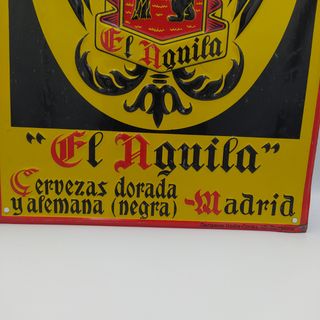 El Aguila
"El Aguila"
Cervezas dorada
y alemana (negra) - Madrid